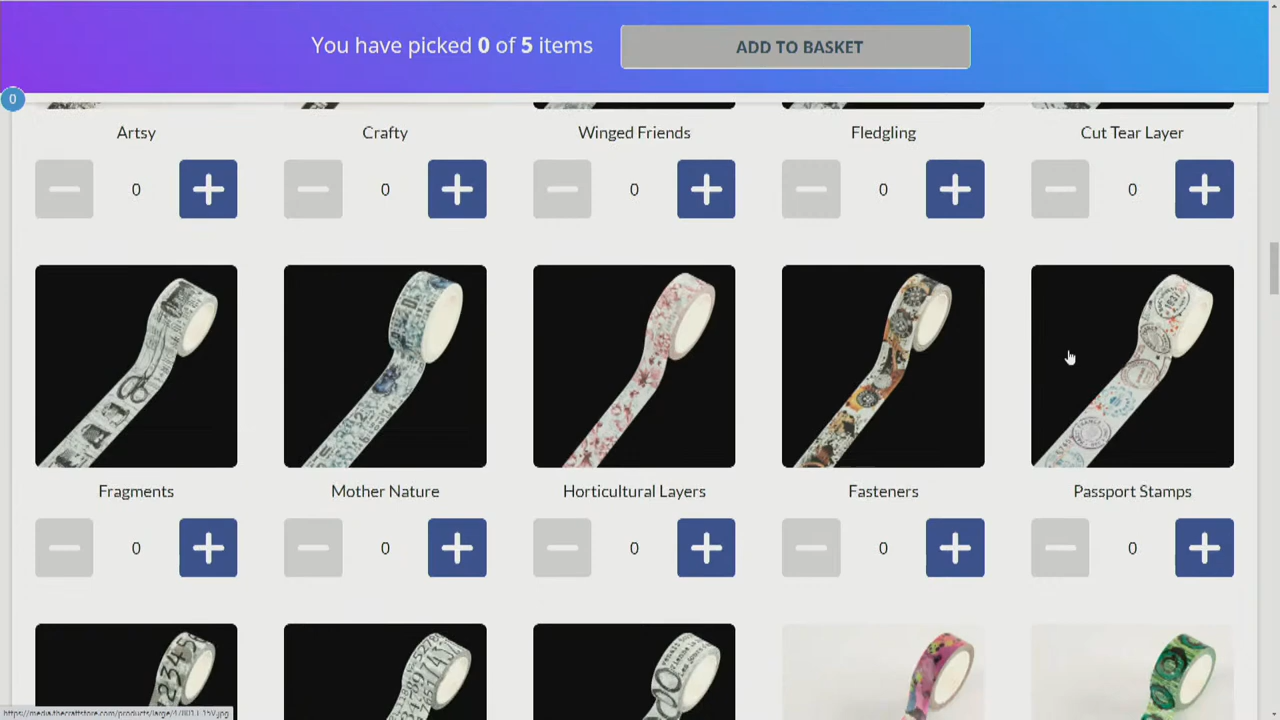 You have picked 0 of 5 items
ADD TO BASKET
0
Artsy
Crafty
Winged Friends
Fledgling
Cut Tear Layer
0
0
0
0
0
Fragments
Mother Nature
Horticultural Layers
Fasteners
Passport Stamps
0
0
0
0
0